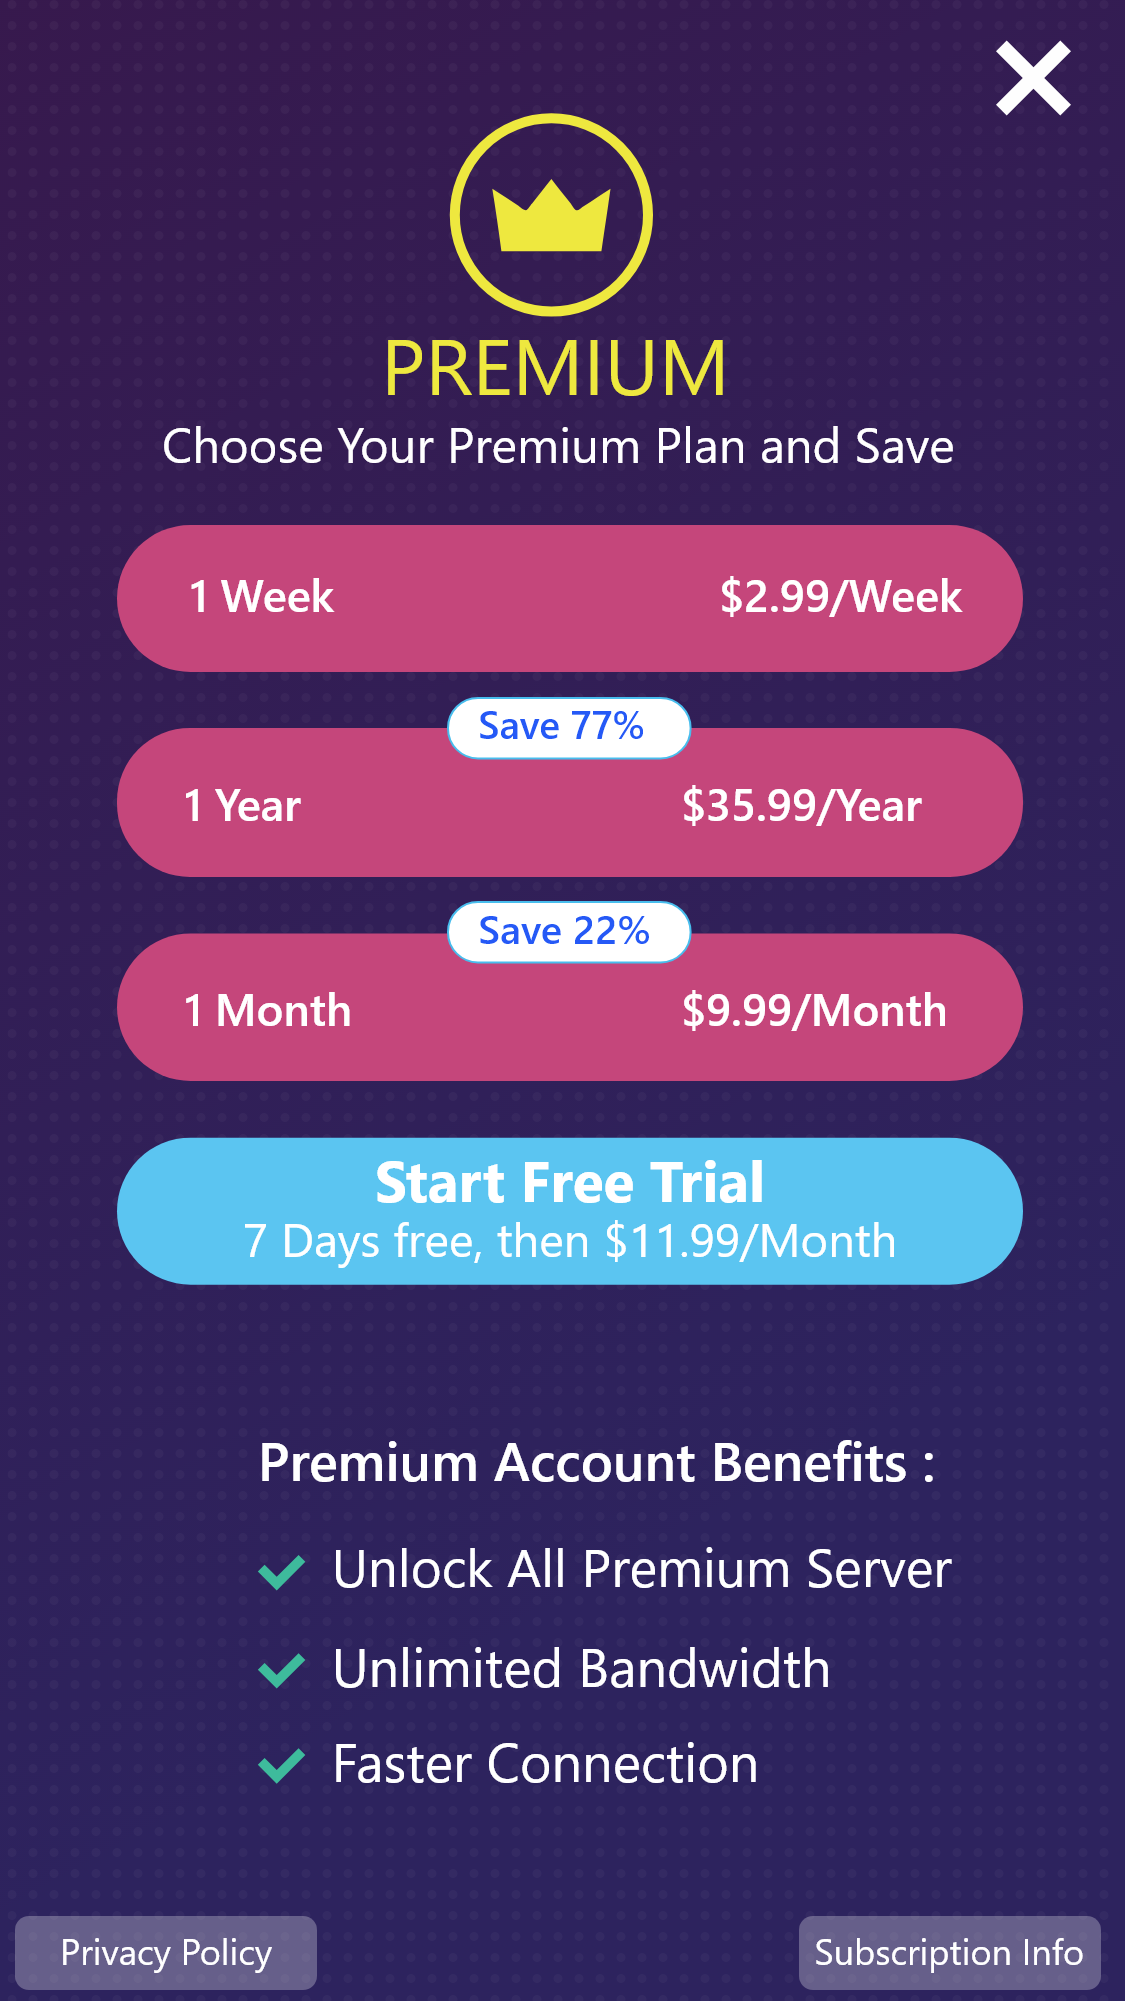 PREMIUM
Choose Your Premium Plan and Save
1 Week $2.99/Week
Save 77%
1 Year $35.99/Year
Save 22%
1 Month $9.99/Month
Start Free Trial
7 Days free, then $11.99/Month
Premium Account Benefits :
Unlock All Premium Server
Unlimited Bandwidth
Faster Connection
Privacy Policy Subscription Info